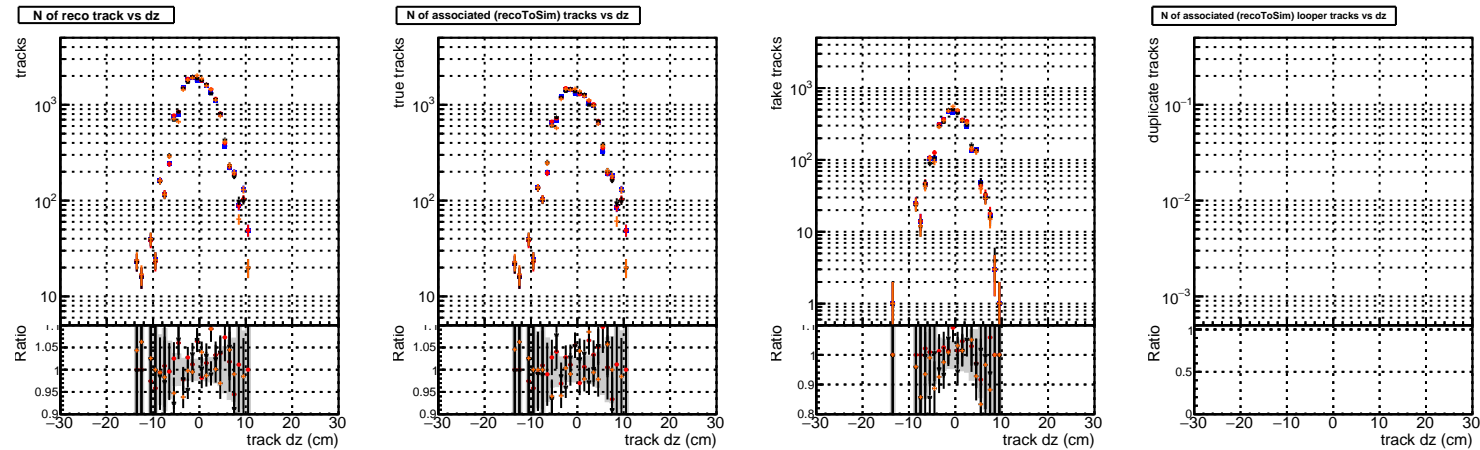 N of reco track vs dz
tracks
10³
10²
10
Ratio
1.1
1.05
1
0.95
0.9
−30 −20 −10 0 10 20 30
track dz (cm)
N of associated (recoToSim) tracks vs dz
true tracks
10³
10²
10
Ratio
1.1
1.05
1
0.95
0.9
−30 −20 −10 0 10 20 30
track dz (cm)
fake tracks
10³
10²
10
1
Ratio
1
0.9
0.8
−30 −20 −10 0 10 20 30
track dz (cm)
N of associated (recoToSim) looper tracks vs dz
duplicate tracks
10⁻¹
10⁻²
10⁻³
Ratio
1
0.5
0
−30 −20 −10 0 10 20 30
track dz (cm)